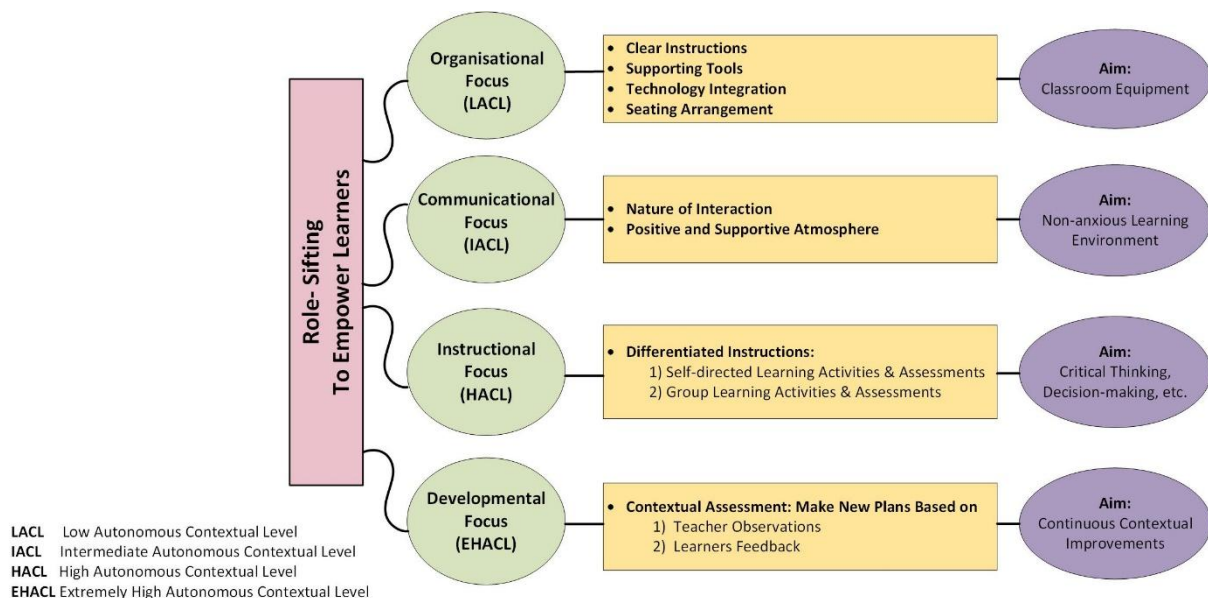 Role- Sifting
To Empower Learners
Organisational
Focus
(LACL)
• Clear Instructions
• Supporting Tools
• Technology Integration
• Seating Arrangement
Aim:
Classroom Equipment
Communicational
Focus
(IACL)
• Nature of Interaction
• Positive and Supportive Atmosphere
Aim:
Non-anxious Learning
Environment
Instructional
Focus
(HACL)
• Differentiated Instructions:
1) Self-directed Learning Activities & Assessments
2) Group Learning Activities & Assessments
Aim:
Critical Thinking,
Decision-making, etc.
Developmental
Focus
(EHACL)
• Contextual Assessment: Make New Plans Based on
1) Teacher Observations
2) Learners Feedback
Aim:
Continuous Contextual
Improvements
LACL Low Autonomous Contextual Level
IACL Intermediate Autonomous Contextual Level
HACL High Autonomous Contextual Level
EHACL Extremely High Autonomous Contextual Level